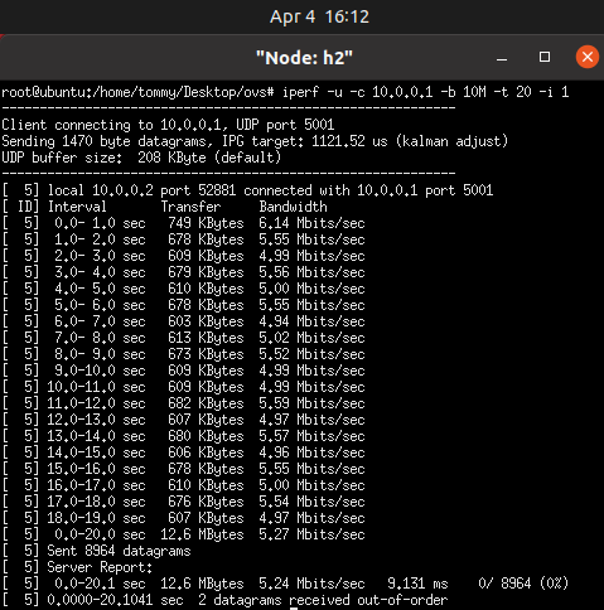 Apr 4 16:12
"Node: h2"
root@ubuntu:/home/tommy/Desktop/ovs# iperf -u -c 10.0.0.1 -b 10M -t 20 -i 1
------------------------------------------------------------
Client connecting to 10.0.0.1, UDP port 5001
Sending 1470 byte datagrams, IPG target: 1121.52 us (kalman adjust)
UDP buffer size:  208 KByte (default)
------------------------------------------------------------
[  5] local 10.0.0.2 port 52881 connected with 10.0.0.1 port 5001
[ ID] Interval       Transfer     Bandwidth
[  5]  0.0- 1.0 sec   749 KBytes  6.14 Mbits/sec
[  5]  1.0- 2.0 sec   678 KBytes  5.55 Mbits/sec
[  5]  2.0- 3.0 sec   609 KBytes  4.99 Mbits/sec
[  5]  3.0- 4.0 sec   679 KBytes  5.56 Mbits/sec
[  5]  4.0- 5.0 sec   610 KBytes  5.00 Mbits/sec
[  5]  5.0- 6.0 sec   678 KBytes  5.55 Mbits/sec
[  5]  6.0- 7.0 sec   603 KBytes  4.94 Mbits/sec
[  5]  7.0- 8.0 sec   613 KBytes  5.02 Mbits/sec
[  5]  8.0- 9.0 sec   673 KBytes  5.52 Mbits/sec
[  5]  9.0-10.0 sec   609 KBytes  4.99 Mbits/sec
[  5] 10.0-11.0 sec   609 KBytes  4.99 Mbits/sec
[  5] 11.0-12.0 sec   682 KBytes  5.59 Mbits/sec
[  5] 12.0-13.0 sec   607 KBytes  4.97 Mbits/sec
[  5] 13.0-14.0 sec   680 KBytes  5.57 Mbits/sec
[  5] 14.0-15.0 sec   606 KBytes  4.96 Mbits/sec
[  5] 15.0-16.0 sec   678 KBytes  5.55 Mbits/sec
[  5] 16.0-17.0 sec   610 KBytes  5.00 Mbits/sec
[  5] 17.0-18.0 sec   676 KBytes  5.54 Mbits/sec
[  5] 18.0-19.0 sec   607 KBytes  4.97 Mbits/sec
[  5]  0.0-20.0 sec  12.6 MBytes  5.27 Mbits/sec
[  5] Sent 8964 datagrams
[  5] Server Report:
[  5]  0.0-20.1 sec  12.6 MBytes  5.24 Mbits/sec   9.131 ms    0/ 8964 (0%)
[  5] 0.0000-20.1041 sec  2 datagrams received out-of-order